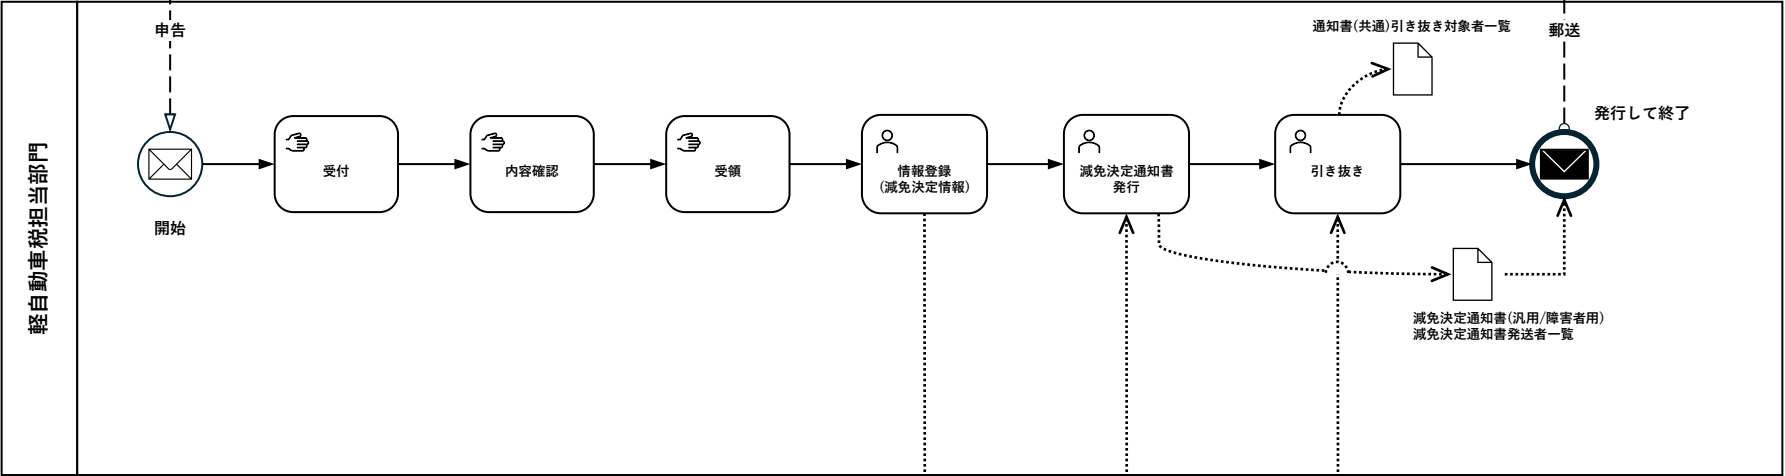 軽自動車税担当部門
申告
開始
受付
内容確認
受領
情報登録
(減免決定情報)
減免決定通知書
発行
引き抜き
通知書(共通)引き抜き対象者一覧
郵送
発行して終了
減免決定通知書(汎用/障害者用)
減免決定通知書発送者一覧